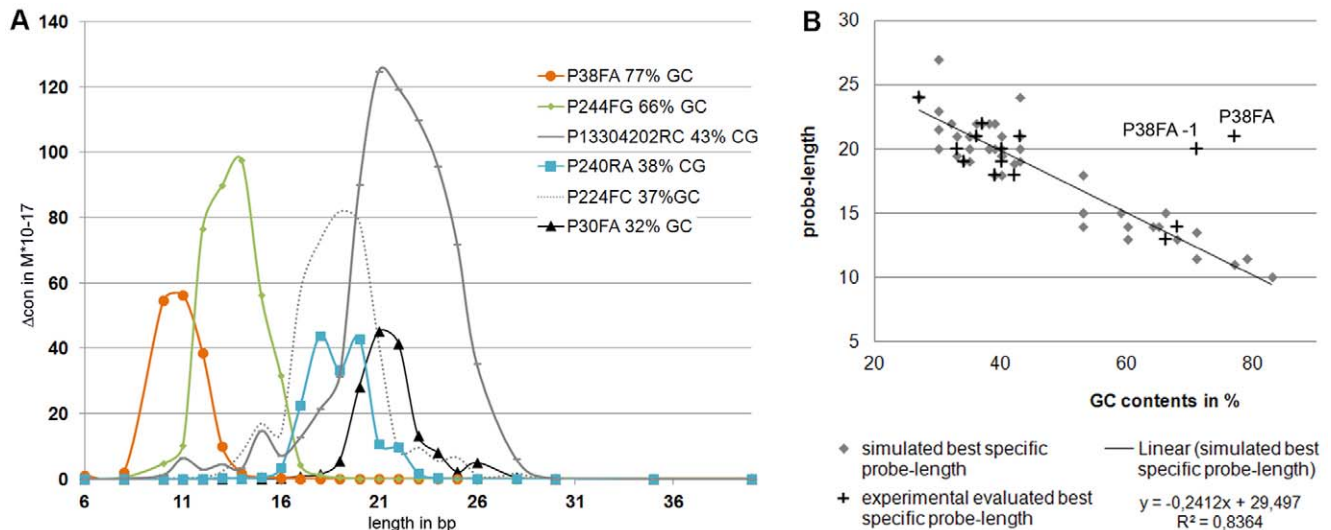 A
140
120
100
80
60
40
20
0
Δcon in M*10-17
6
11
16
21
26
31
36
length in bp
P38FA 77% GC
P244FG 66% GC
P13304202RC 43% CG
P240RA 38% CG
P224FC 37%GC
P30FA 32% GC
B
30
25
20
15
10
5
probe-length
20
40
60
80
GC contents in %
P38FA -1
P38FA
simulated best specific
probe-length
experimental evaluated best
specific probe-length
Linear (simulated best
specific probe-length)
y = -0,2412x + 29,497
R² = 0,8364